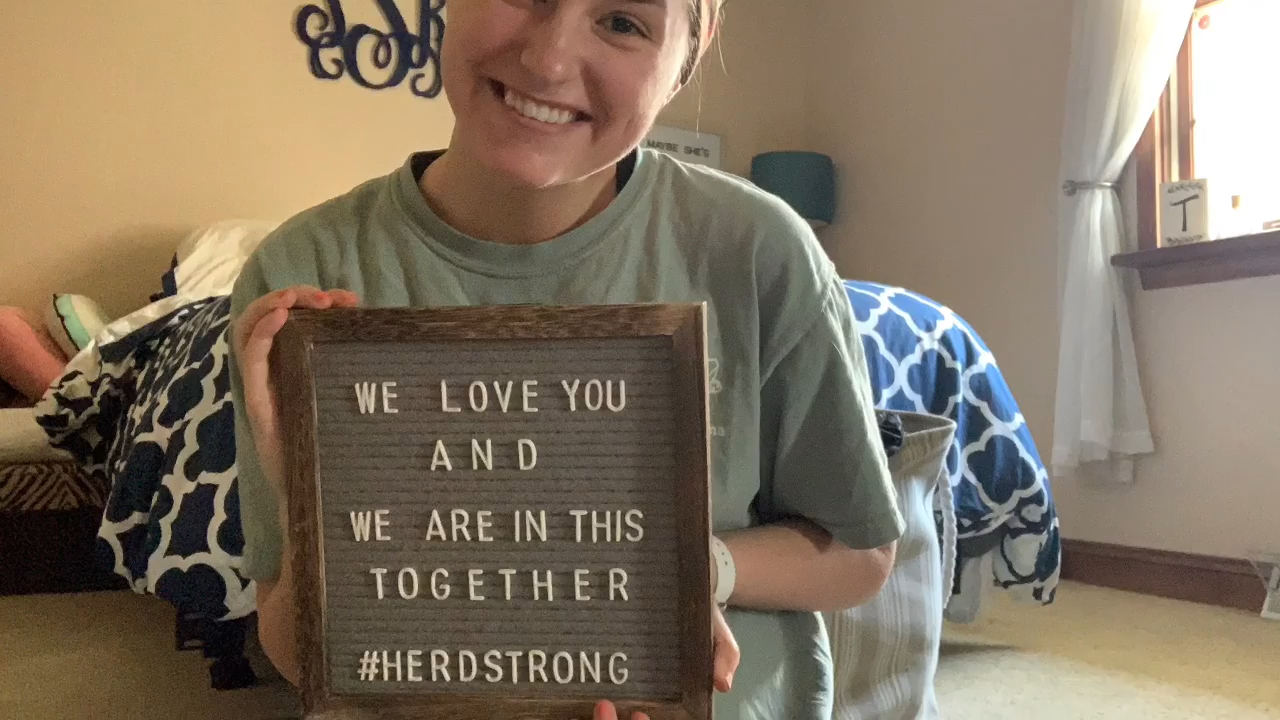 MAYBE SHE'S
T
WE LOVE YOU
AND
WE ARE IN THIS
TOGETHER
#HERDSTRONG